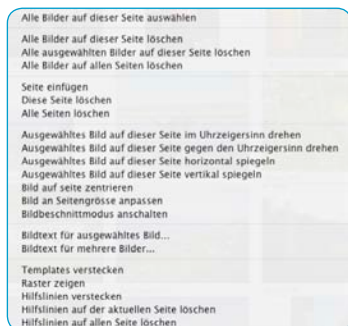 Alle Bilder auf dieser Seite auswählen
Alle Bilder auf dieser Seite löschen
Alle ausgewählten Bilder auf dieser Seite löschen
Alle Bilder auf allen Seiten löschen
Seite einfügen
Diese Seite löschen
Alle Seiten löschen
Ausgewähltes Bild auf dieser Seite im Uhrzeigersinn drehen
Ausgewähltes Bild auf dieser Seite gegen den Uhrzeigersinn drehen
Ausgewähltes Bild auf dieser Seite horizontal spiegeln
Ausgewähltes Bild auf dieser Seite vertikal spiegeln
Bild auf seite zentrieren
Bild an Seitengrösse anpassen
Bildbeschnittmodus anschalten
Bildtext für ausgewähltes Bild...
Bildtext für mehrere Bilder...
Templates verstecken
Raster zeigen
Hilfslinien verstecken
Hilfslinien auf der aktuellen Seite löschen
Hilfslinien auf allen Seite löschen